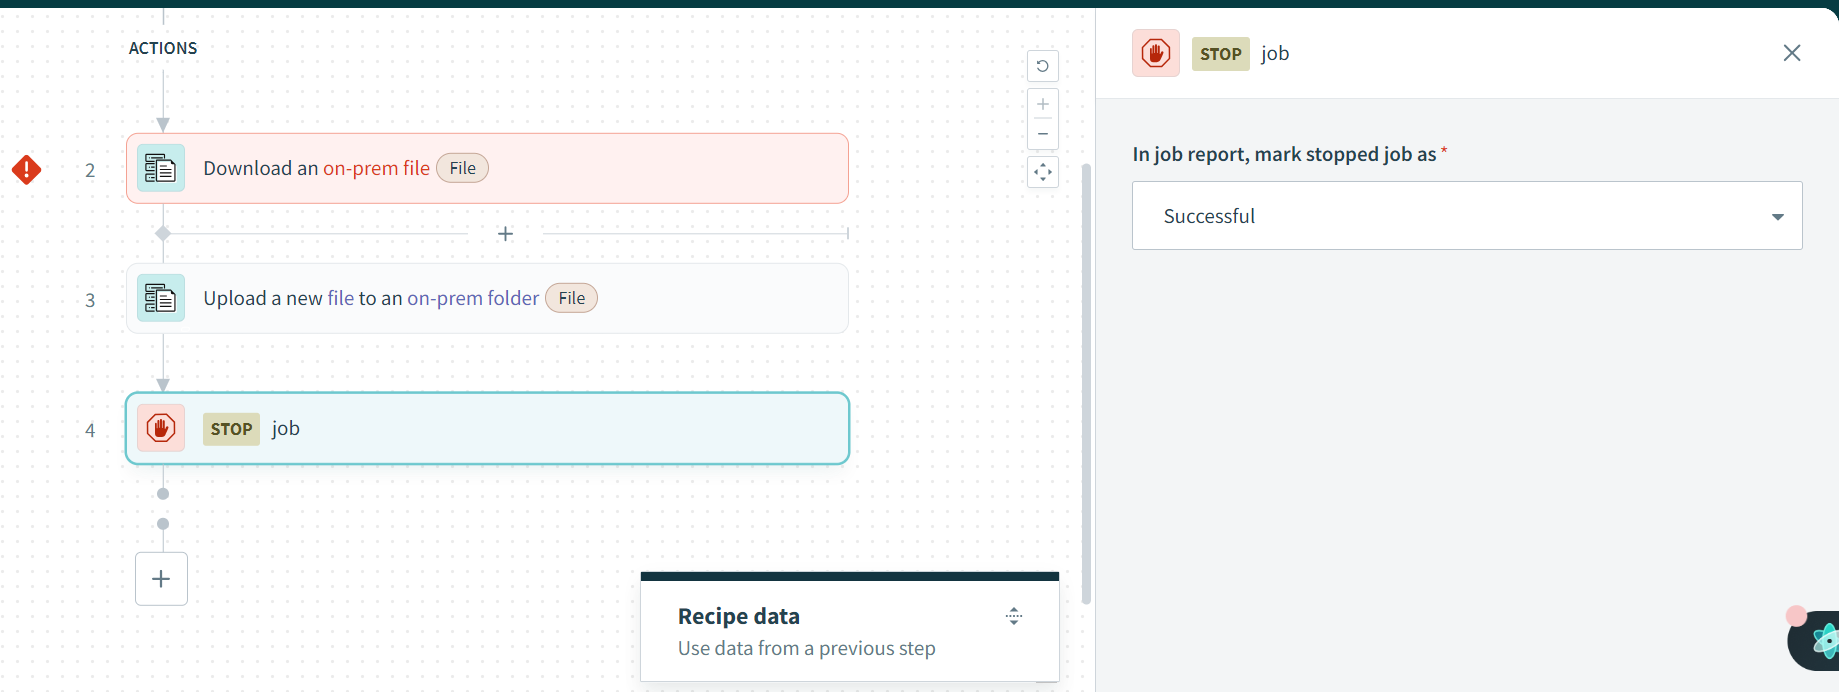 ACTIONS
2 Download an on-prem file File
3 Upload a new file to an on-prem folder File
4 STOP job
Recipe data
Use data from a previous step
STOP job
In job report, mark stopped job as *
Successful